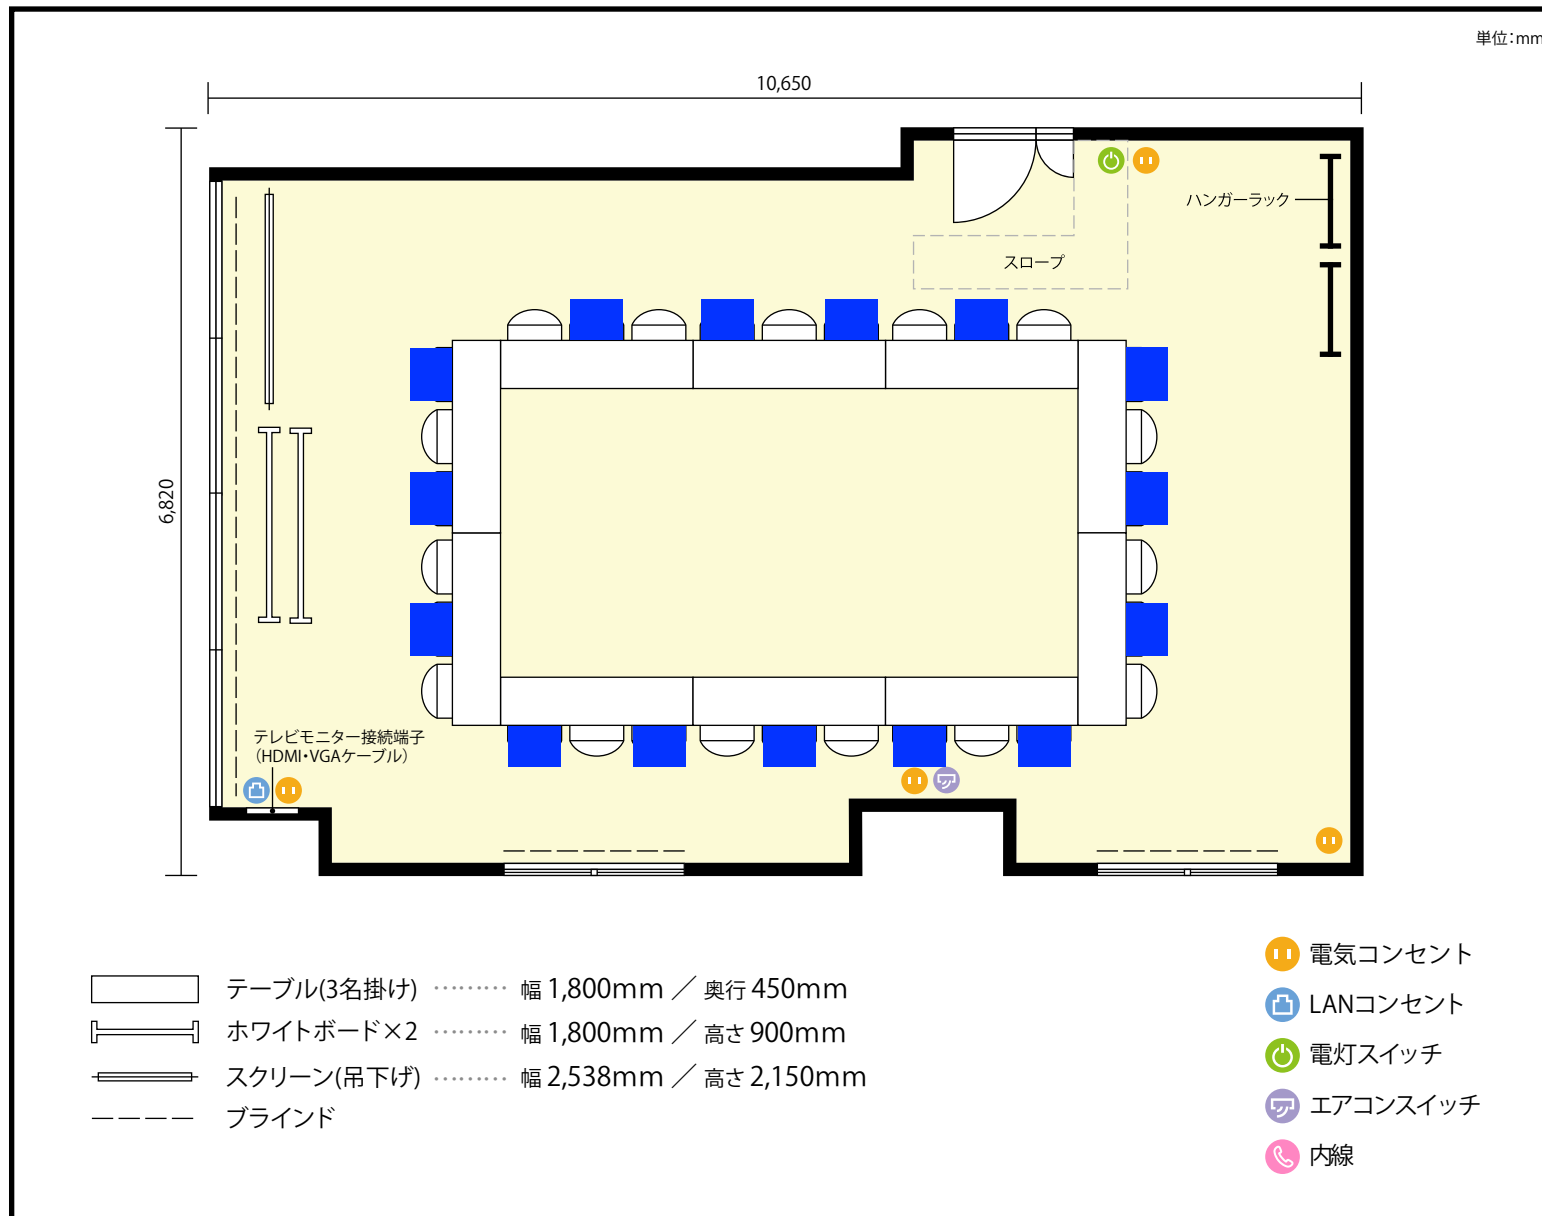 単位：mm
10,650
6,820
ハンガーラック
スロープ
テレビモニター接続端子
（HDMI・VGAケーブル）
テーブル(3名掛け) ········· 幅 1,800mm ／ 奥行 450mm
ホワイトボード×2 ········· 幅 1,800mm ／ 高さ 900mm
スクリーン(吊下げ) ········· 幅 2,538mm ／ 高さ 2,150mm
ブラインド
電気コンセント
LANコンセント
電灯スイッチ
エアコンスイッチ
内線